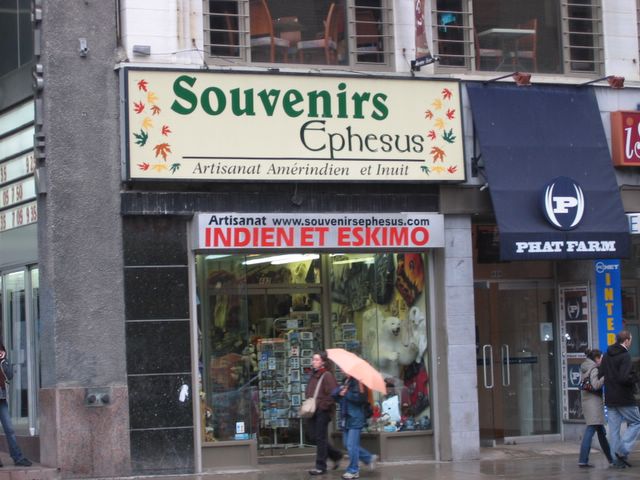 Souvenirs
Ephesus
Artisanat Amérindien et Inuit
Artisanat www.souvenirsephesus.com
INDIEN ET ESKIMO
P
PHAT FARM